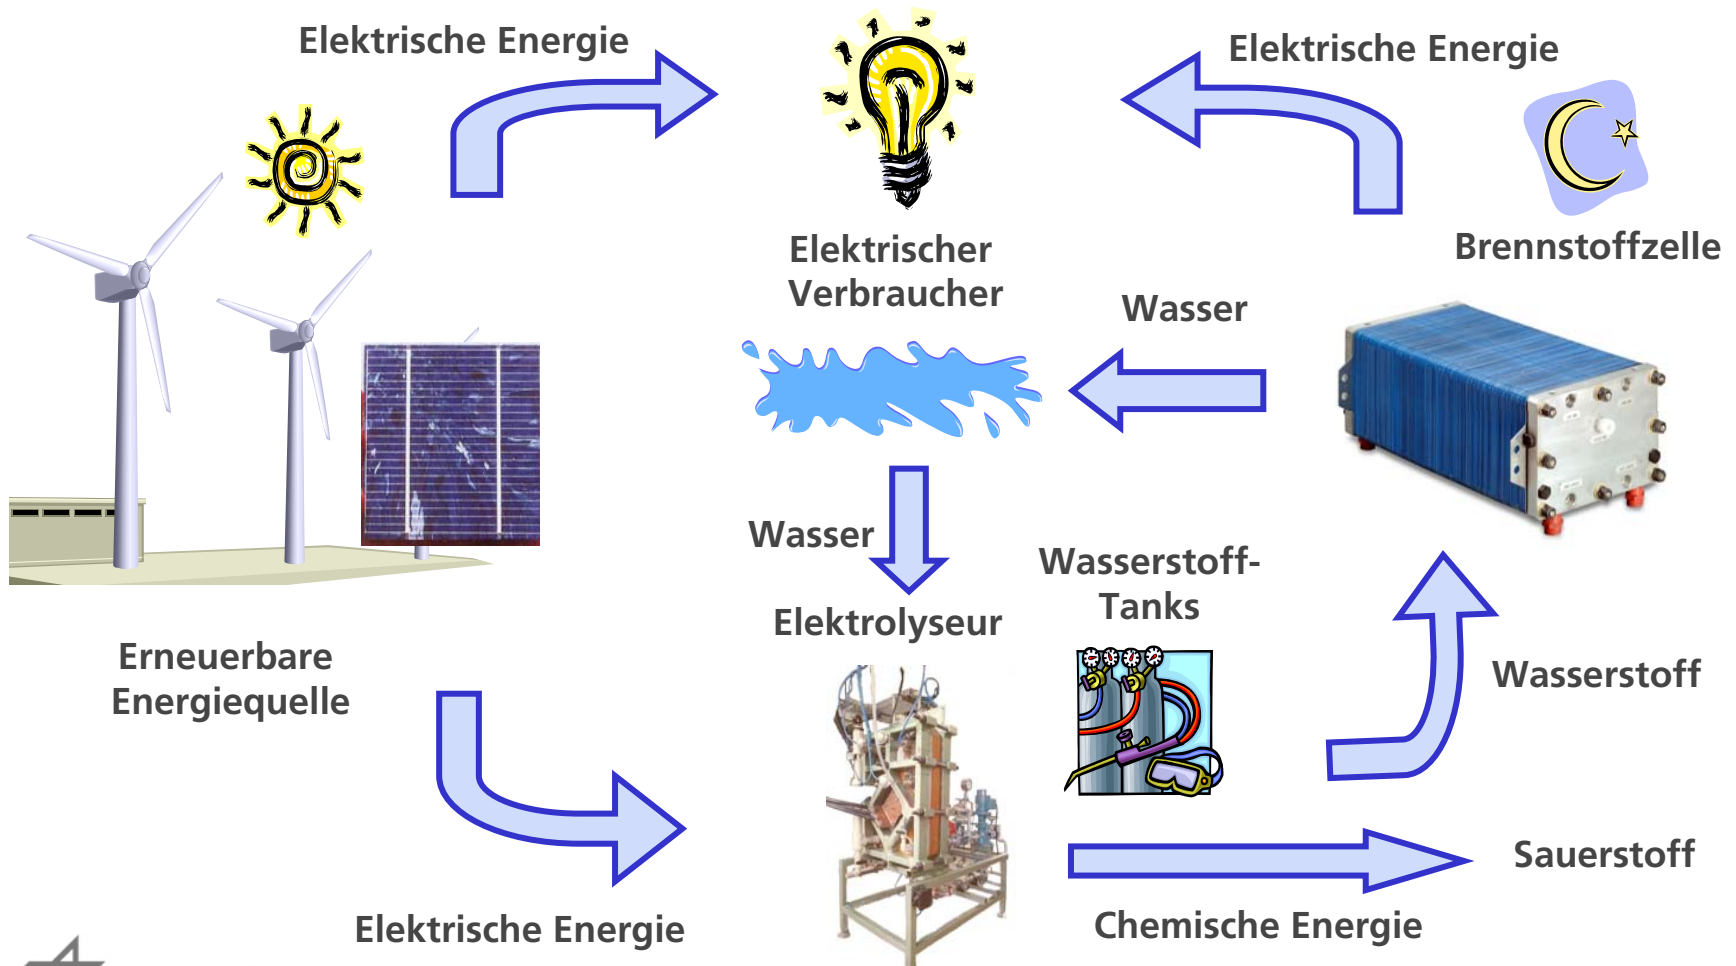 Elektrische Energie
Elektrische Energie
Elektrischer
Verbraucher
Brennstoffzelle
Wasser
Wasser
Wasserstoff-
Tanks
Elektrolyseur
Erneuerbare
Energiequelle
Wasserstoff
Sauerstoff
Elektrische Energie
Chemische Energie